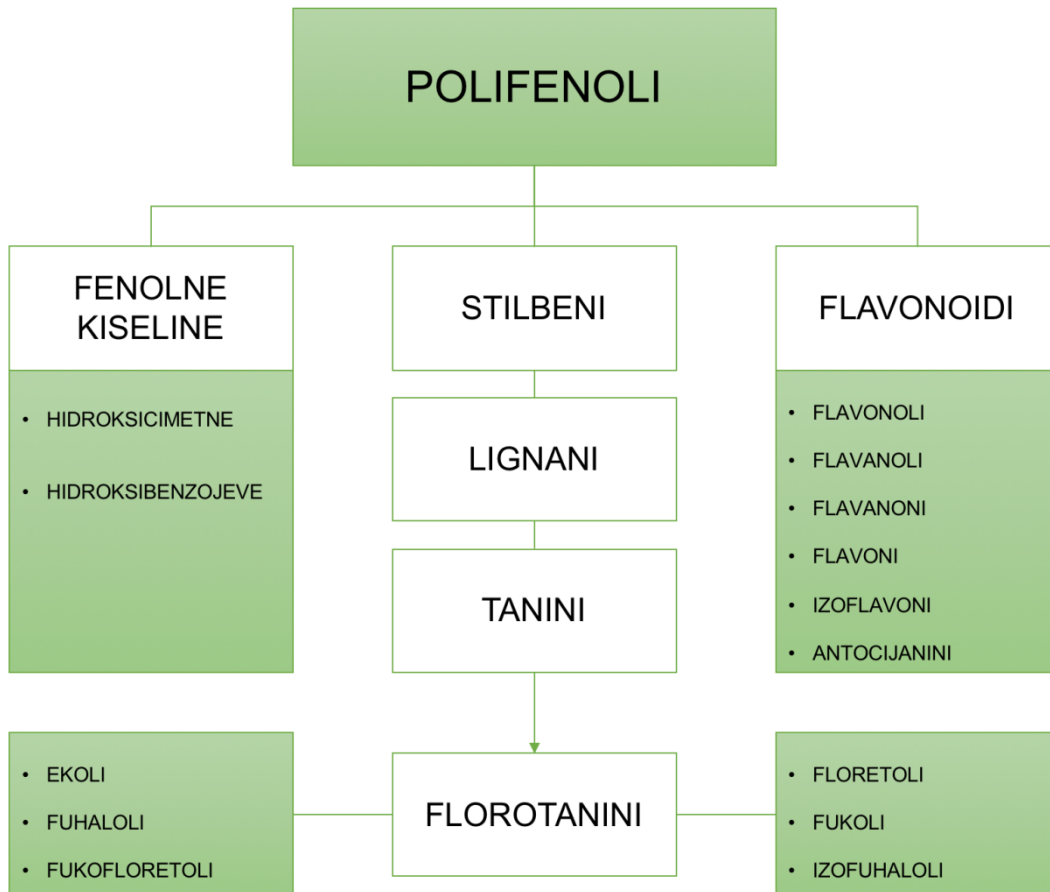 POLIFENOLI
FENOLNE
KISELINE
• HIDROKSICIMETNE
• HIDROKSIBENZOJEVE
STILBENI
LIGNANI
TANINI
FLAVONOIDI
• FLAVONOLI
• FLAVANOLI
• FLAVANONI
• FLAVONI
• IZOFLAVONI
• ANTOCIJANINI
• EKOLI
• FUHALOLI
• FUKOFLORETOLI
FLOROTANINI
• FLORETOLI
• FUKOLI
• IZOFUHALOLI